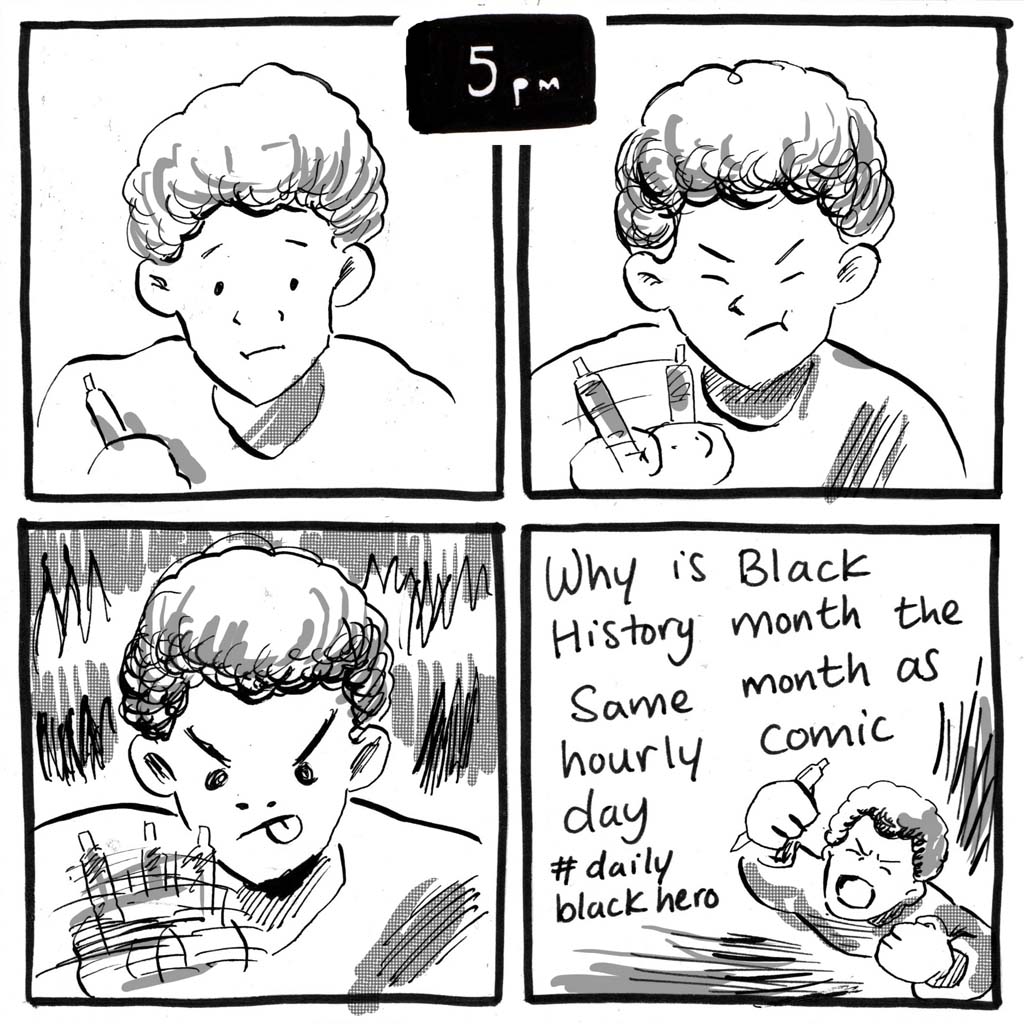 5pm
Why is Black
History month the
Same month as
hourly comic
day
# daily
black hero